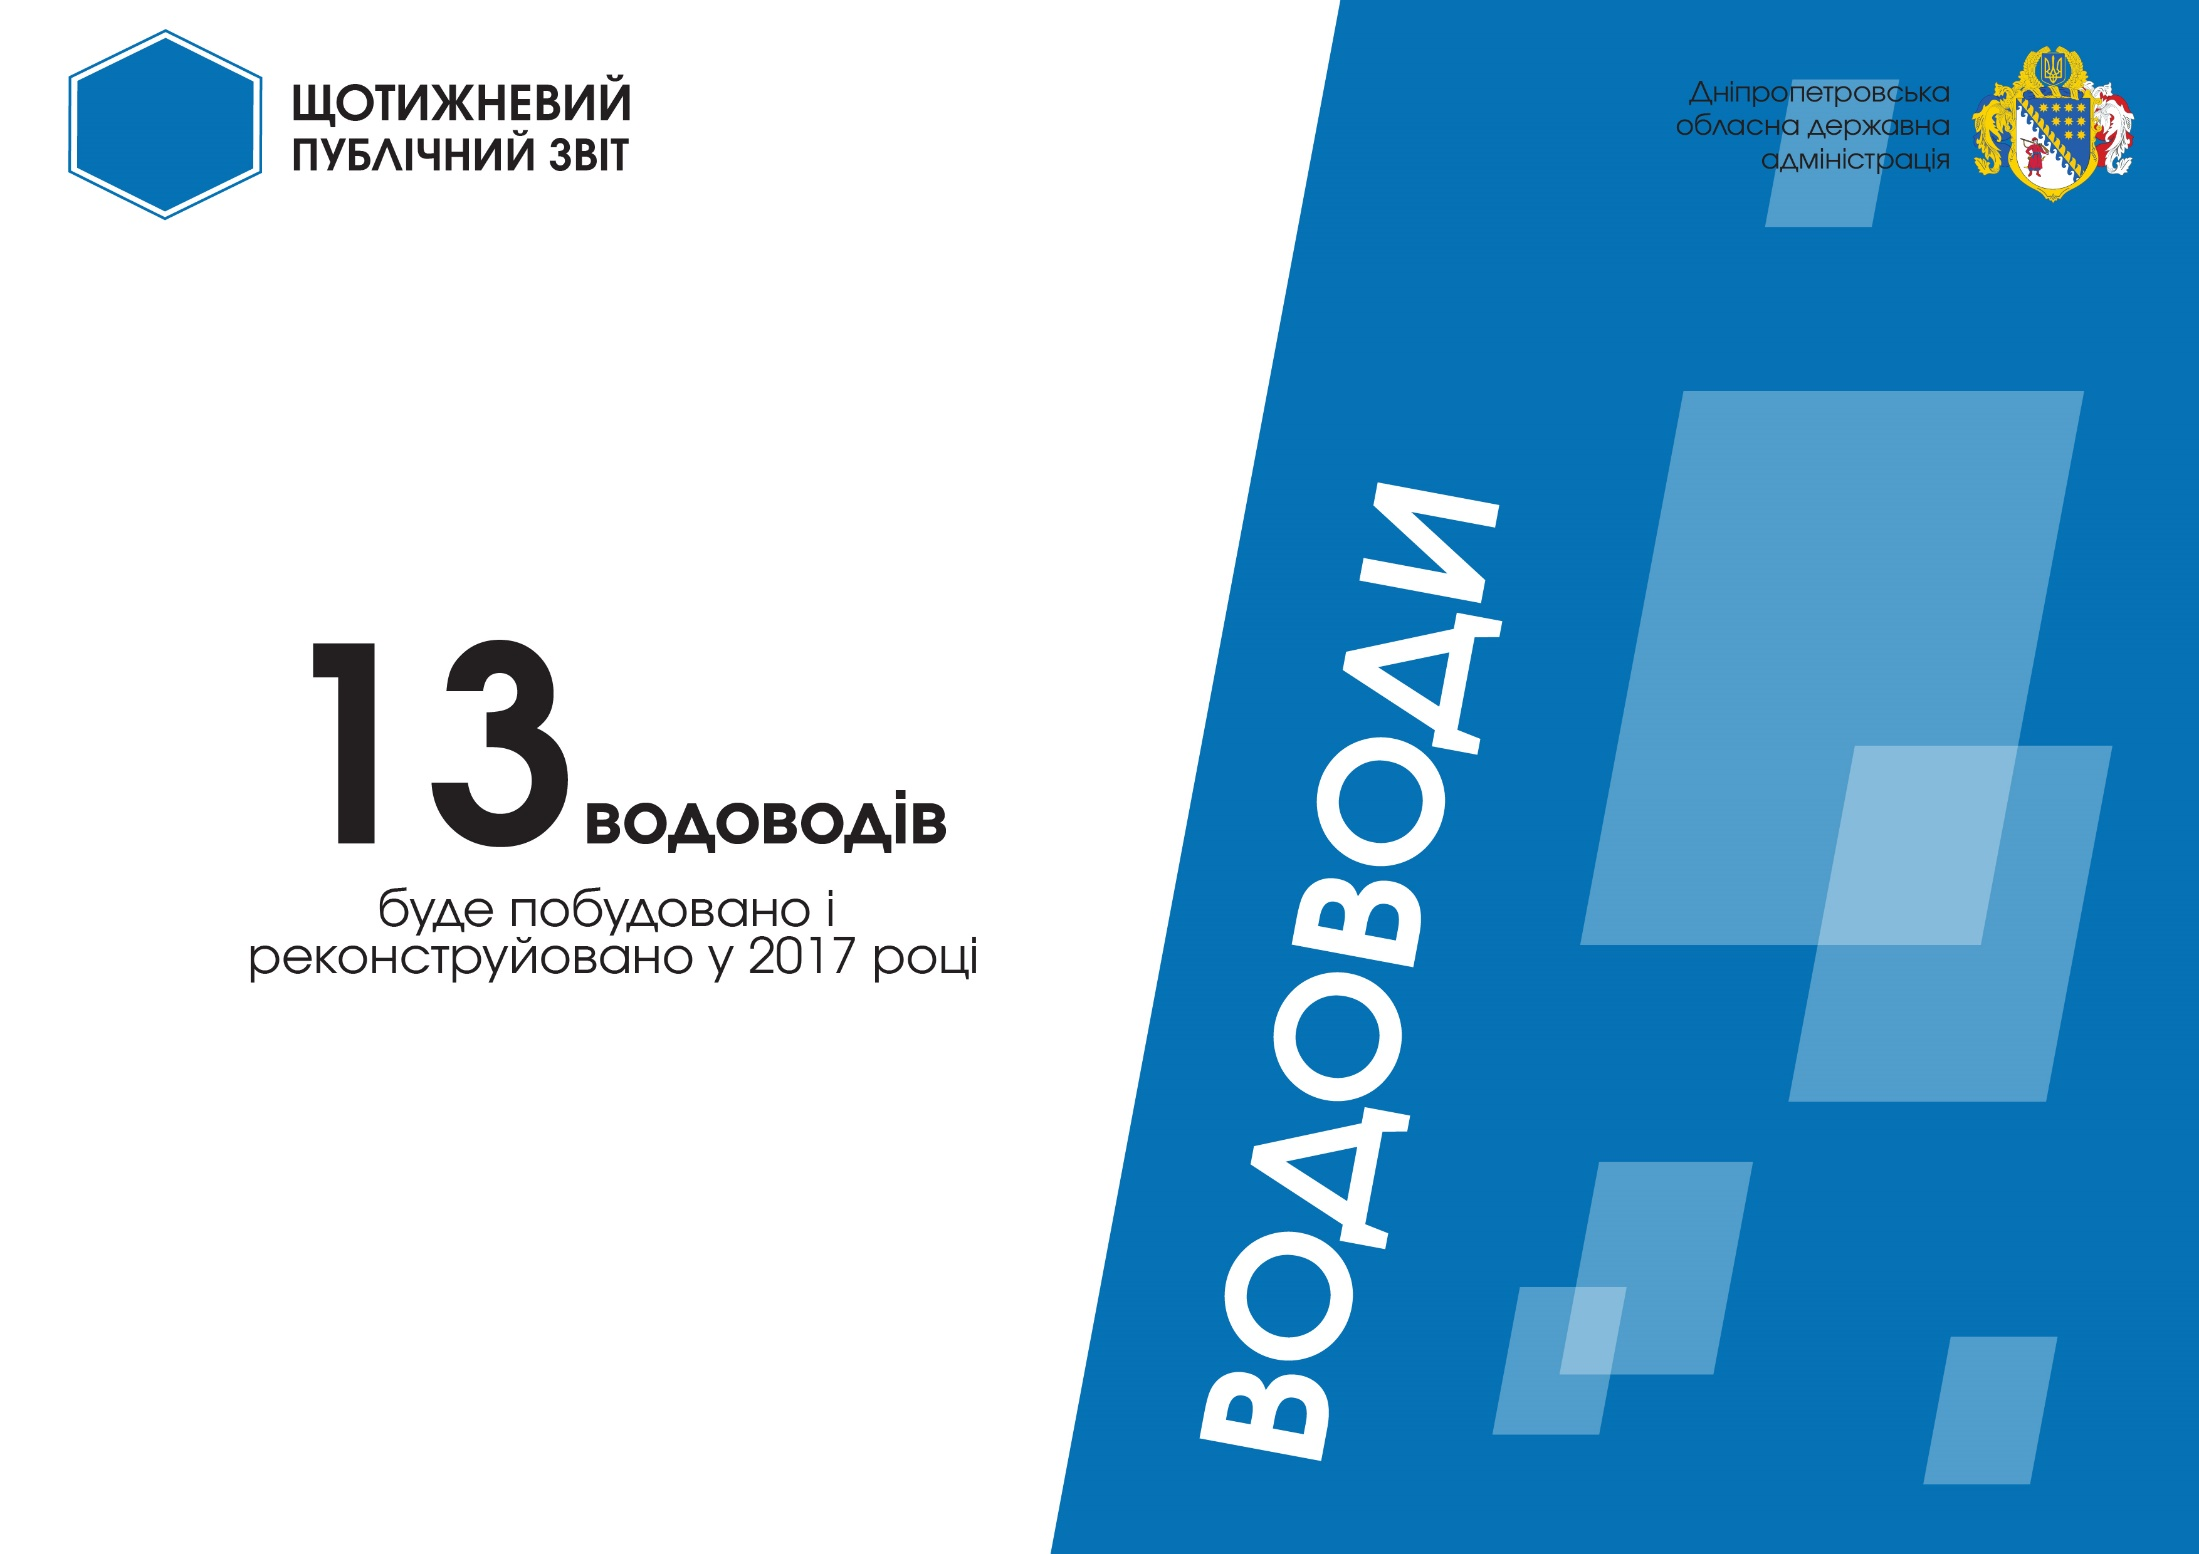 ЩОТИЖНЕВИЙ
ПУБЛІЧНИЙ ЗВІТ
Дніпропетровська
обласна державна
адміністрація
13 водоводів
буде побудовано і
реконструйовано у 2017 році
ВОДОВОДИ